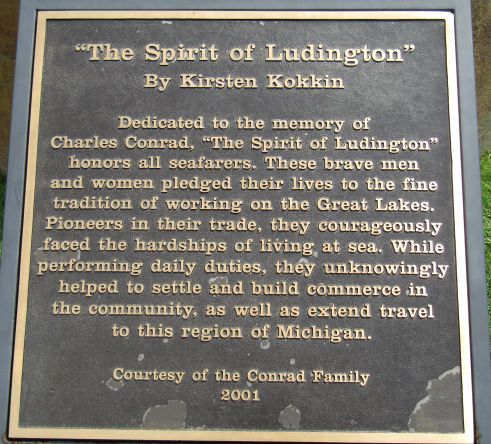 "The Spirit of Ludington"
By Kirsten Kokkin
Dedicated to the memory of
Charles Conrad, "The Spirit of Ludington"
honors all seafarers. These brave men
and women pledged their lives to the fine
tradition of working on the Great Lakes.
Pioneers in their trade, they courageously
faced the hardships of living at sea. While
performing daily duties, they unknowingly
helped to settle and build commerce in
the community, as well as extend travel
to this region of Michigan.
Courtesy of the Conrad Family
2001